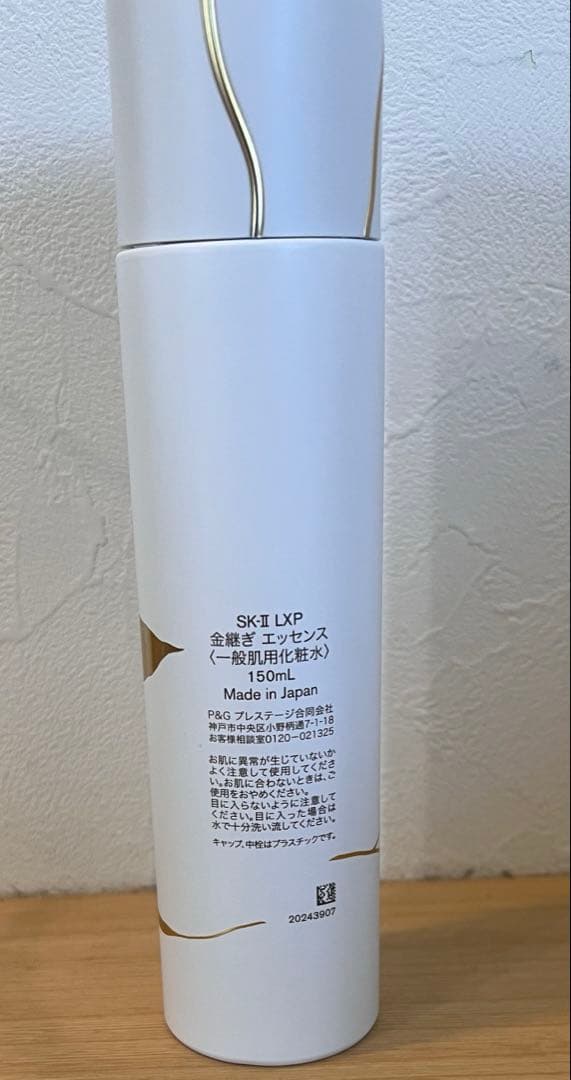 SK-II LXP
金継ぎ エッセンス
〈一般肌用化粧水〉
150mL
Made in Japan
P&G プレステージ合同会社
神戸市中央区小野柄通7-1-18
お客様相談室0120-021325
お肌に異常が生じていないか
よく注意して使用してくださ
い。お肌に合わないときは、ご
使用をおやめください。
目に入らないように注意して
ください。目に入った場合は
水で十分洗い流してください。
キャップ、中栓はプラスチックです。
20243907